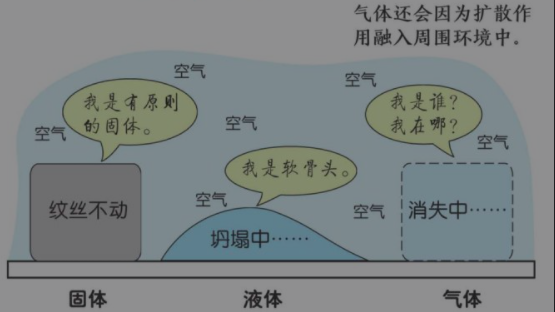 气体还会因为扩散作
用融入周围环境中。
空气
空气
我是有原则
的固体。
我是谁？
我在哪？
空气
空气
空气
我是软骨头。
纹丝不动
空气
空气
消失中……
坍塌中……
固体
液体
气体